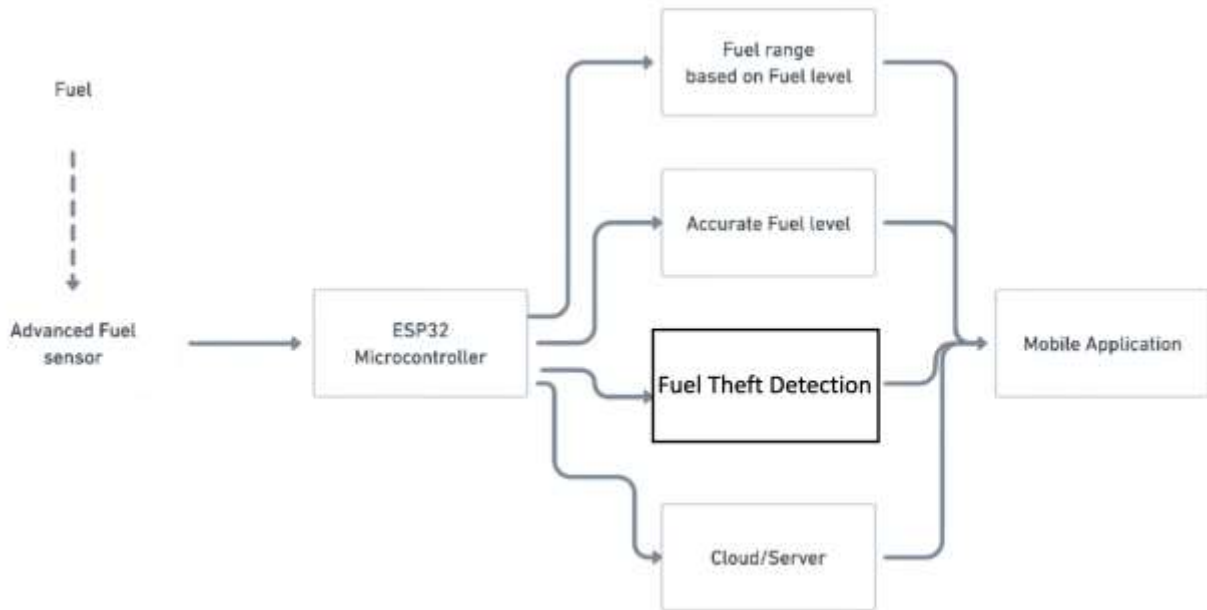 Fuel
Advanced Fuel
sensor
ESP32
Microcontroller
Fuel range
based on Fuel level
Accurate Fuel level
Fuel Theft Detection
Cloud/Server
Mobile Application